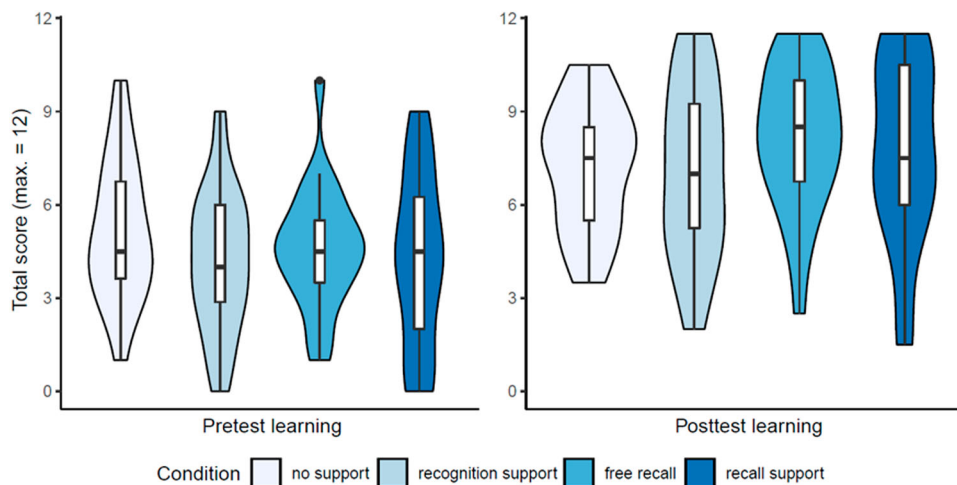 Total score (max. = 12)
12
9
6
3
0
Pretest learning
12
9
6
3
0
Posttest learning
Condition no support recognition support free recall recall support